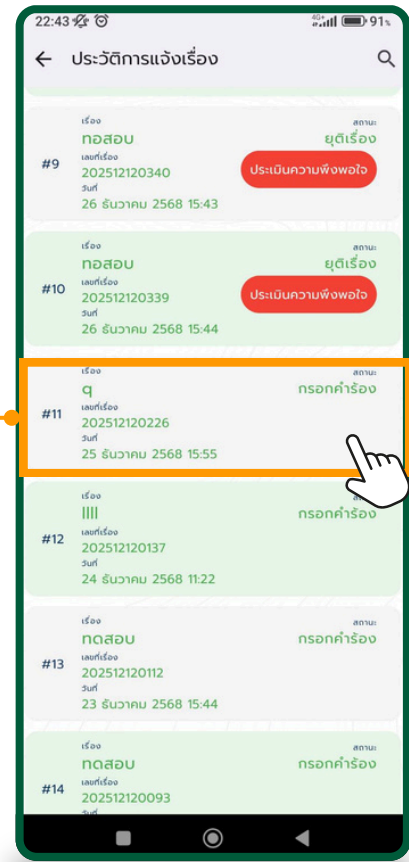 22:43 4G+ 91%
ประวัติการแจ้งเรื่อง
เรื่อง สถานะ
ทอสอบ ยุติเรื่อง
#9 เลขที่เรื่อง ประเมินความพึงพอใจ
202512120340
วันที่
26 ธันวาคม 2568 15:43
เรื่อง สถานะ
ทอสอบ ยุติเรื่อง
#10 เลขที่เรื่อง ประเมินความพึงพอใจ
202512120339
วันที่
26 ธันวาคม 2568 15:44
เรื่อง สถานะ
q กรอกคำร้อง
#11 เลขที่เรื่อง
202512120226
วันที่
25 ธันวาคม 2568 15:55
เรื่อง
llll กรอกคำร้อง
#12 เลขที่เรื่อง
202512120137
วันที่
24 ธันวาคม 2568 11:22
เรื่อง สถานะ
ทดสอบ กรอกคำร้อง
#13 เลขที่เรื่อง
202512120112
วันที่
23 ธันวาคม 2568 15:44
เรื่อง สถานะ
ทดสอบ กรอกคำร้อง
#14 เลขที่เรื่อง
202512120093
วันที่